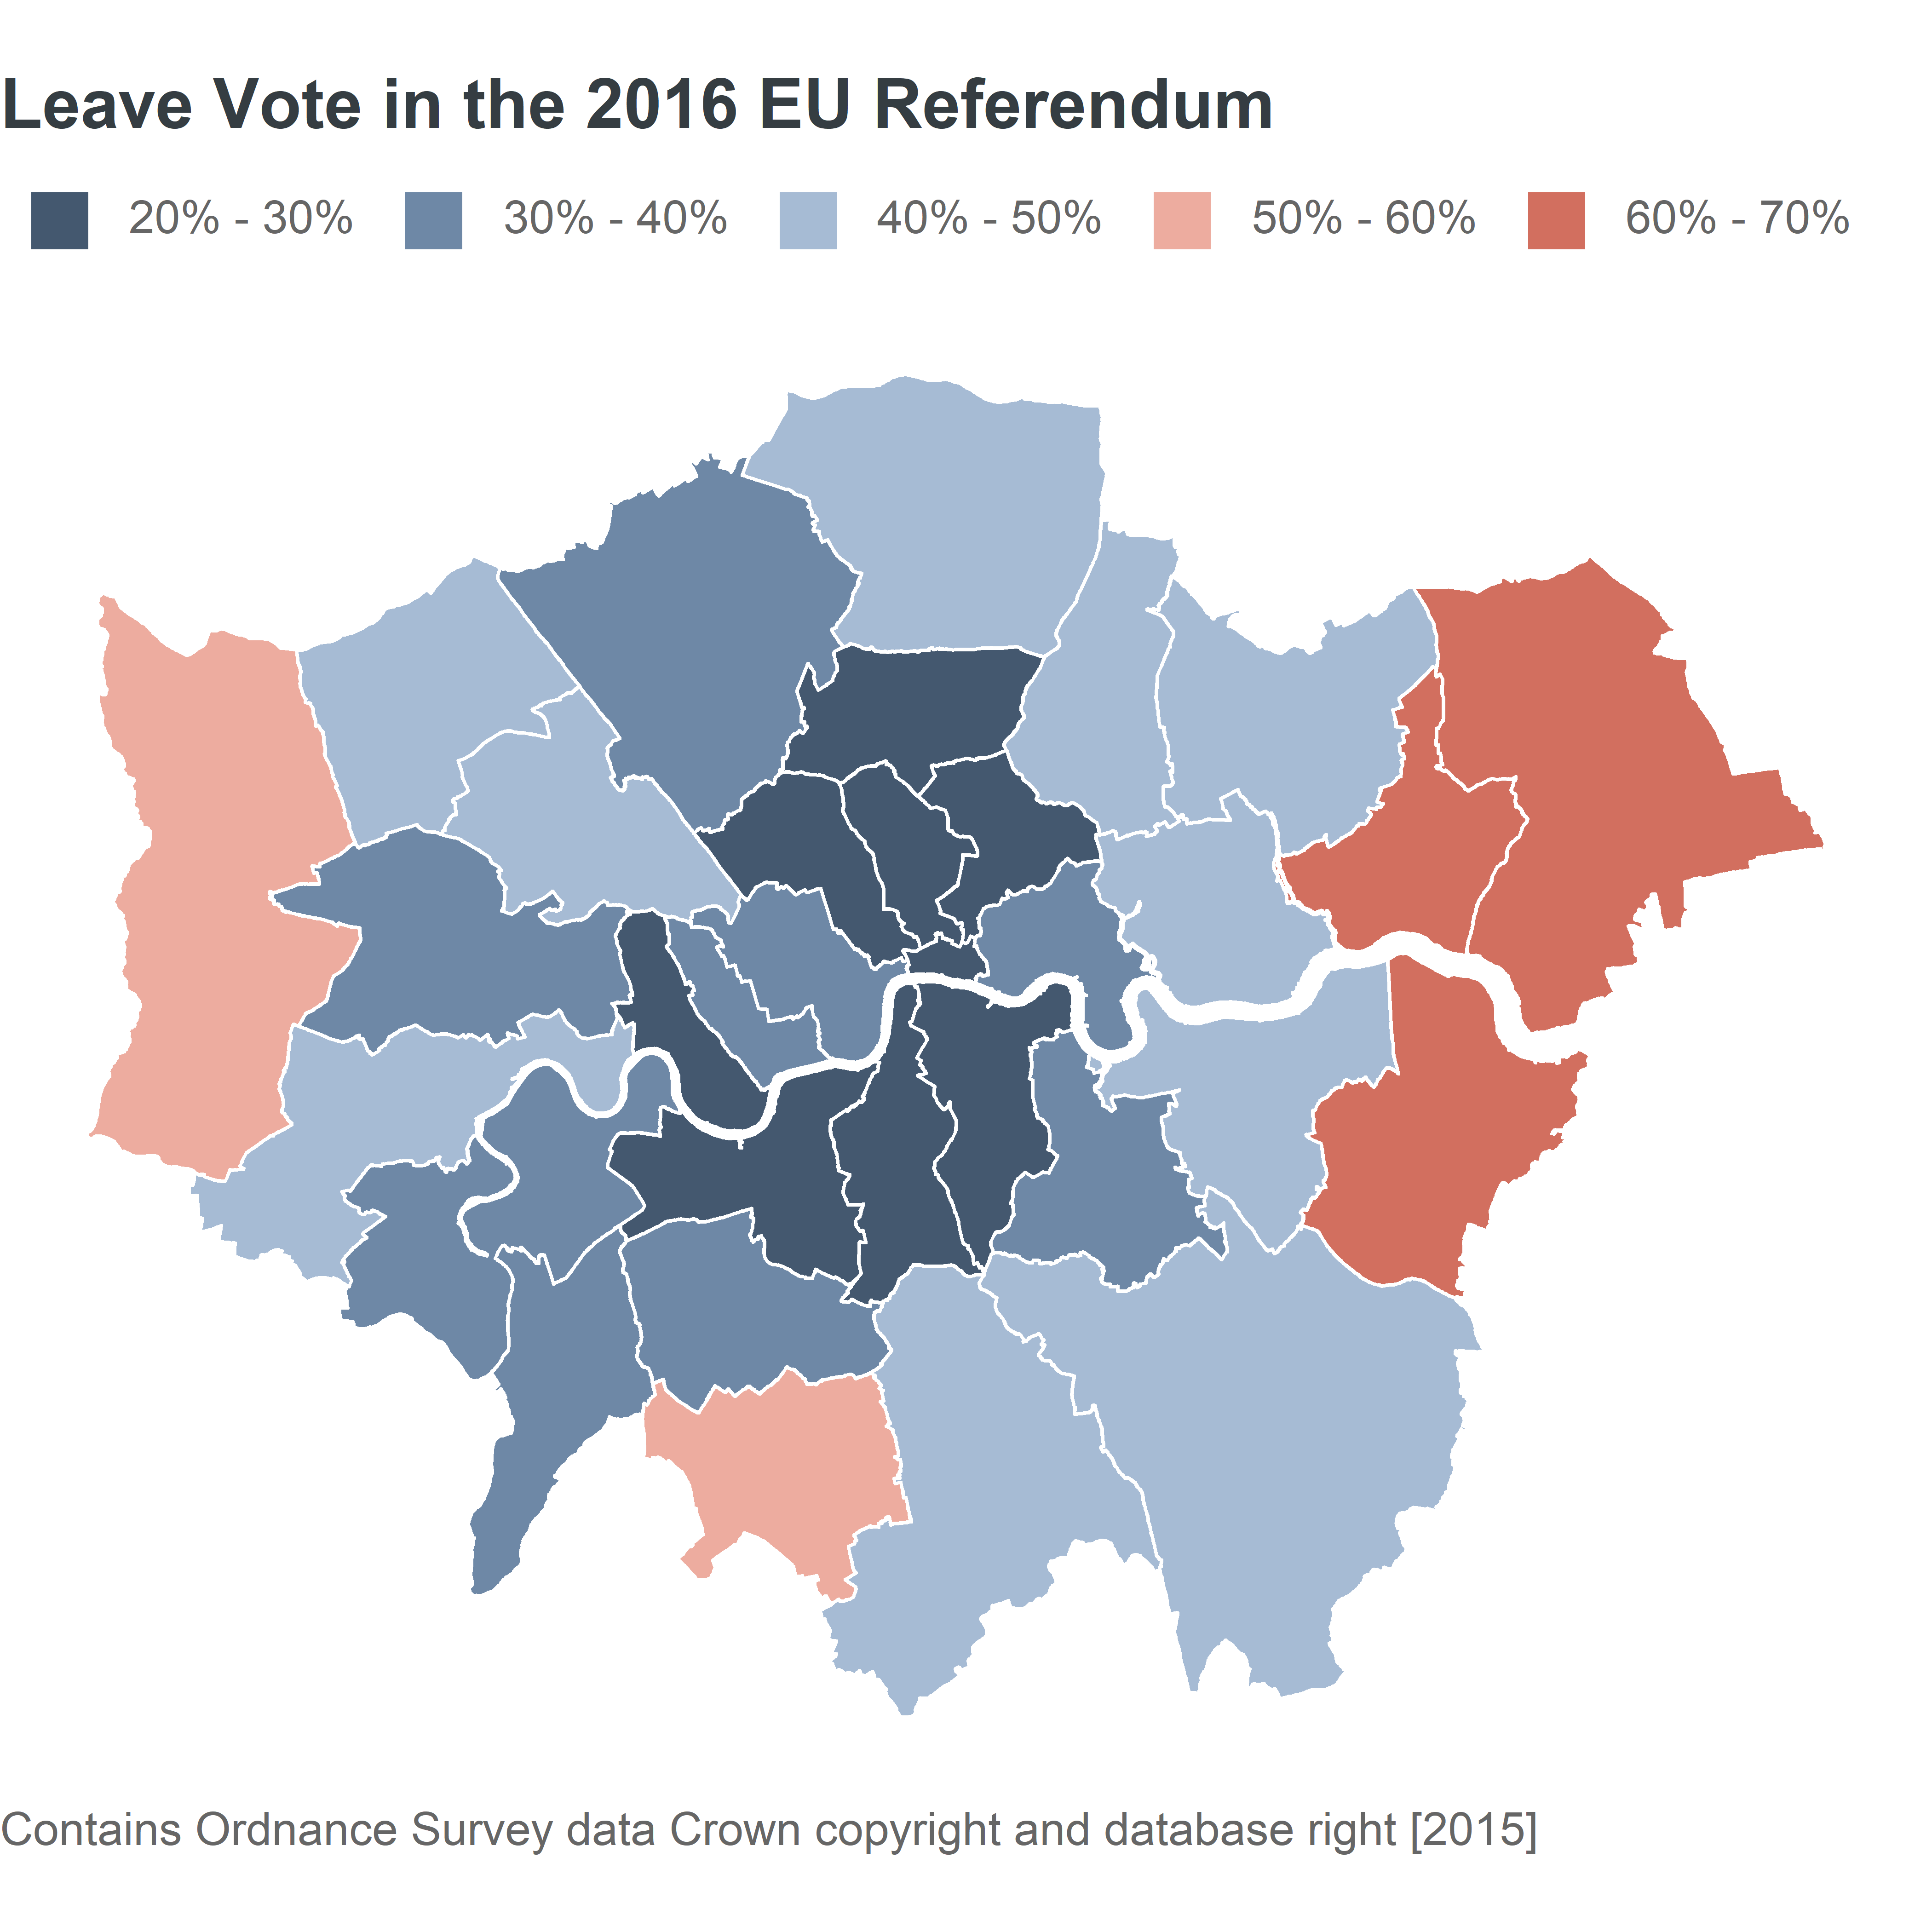 Leave Vote in the 2016 EU Referendum
20% - 30% 30% - 40% 40% - 50% 50% - 60% 60% - 70%
Contains Ordnance Survey data Crown copyright and database right [2015]